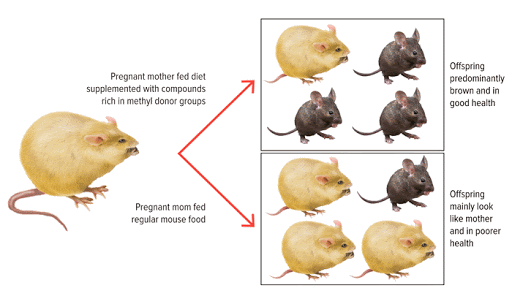 Pregnant mother fed diet
supplemented with compounds
rich in methyl donor groups
Offspring
predominantly
brown and in
good health
Pregnant mom fed
regular mouse food
Offspring
mainly look
like mother
and in poorer
health